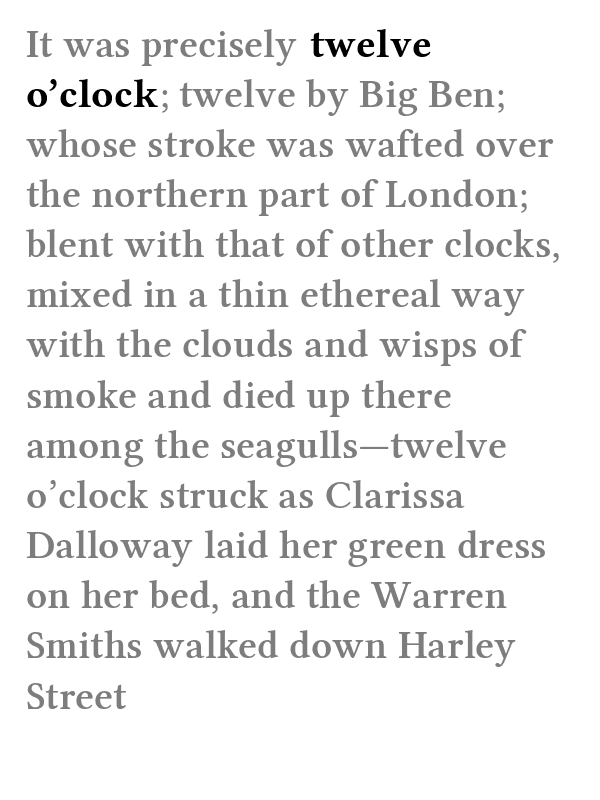 It was precisely twelve
o’clock; twelve by Big Ben;
whose stroke was wafted over
the northern part of London;
blent with that of other clocks,
mixed in a thin ethereal way
with the clouds and wisps of
smoke and died up there
among the seagulls—twelve
o’clock struck as Clarissa
Dalloway laid her green dress
on her bed, and the Warren
Smiths walked down Harley
Street